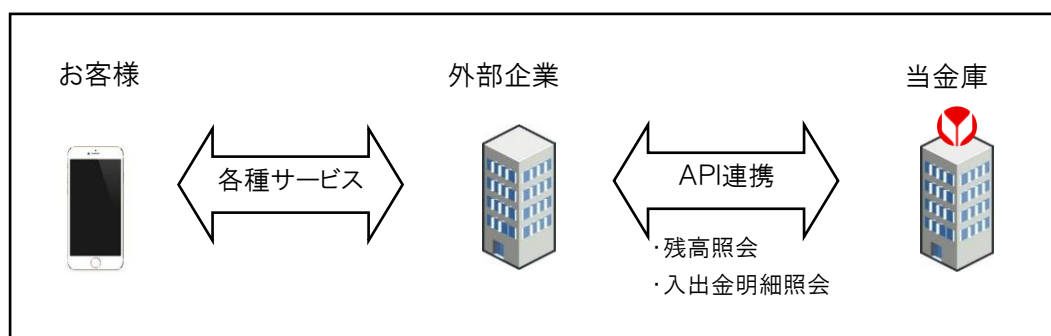 お客様
外部企業
当金庫
各種サービス
API連携
・残高照会
・入出金明細照会